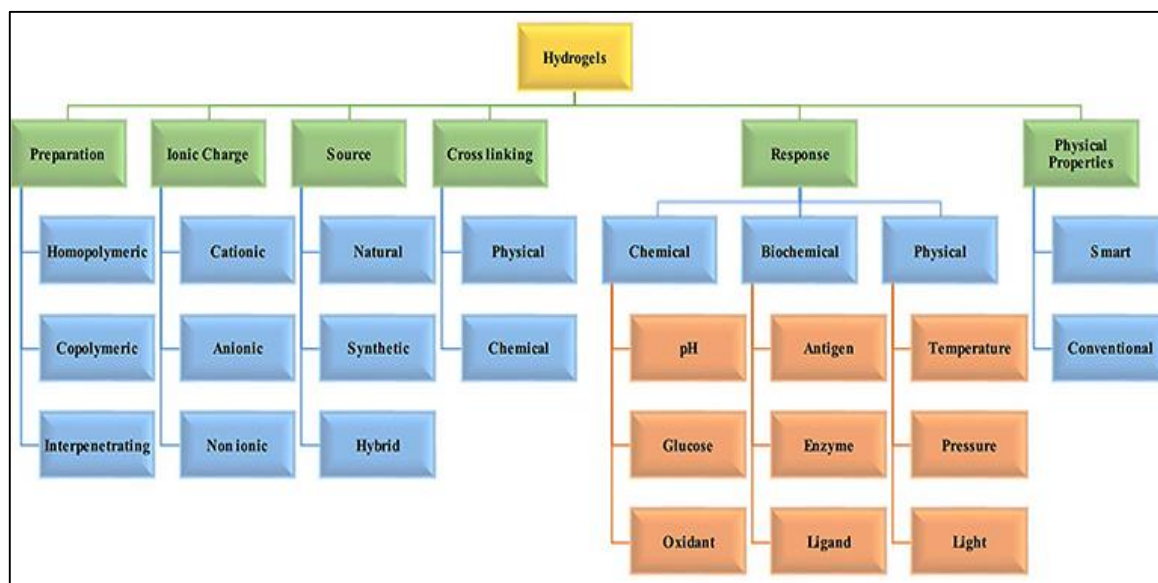 Hydrogels
Preparation
Ionic Charge
Source
Cross linking
Response
Physical
Properties
Homopolymeric
Cationic
Natural
Physical
Chemical
Biochemical
Physical
Smart
Copolymeric
Anionic
Synthetic
Chemical
pH
Antigen
Temperature
Conventional
Interpenetrating
Non ionic
Hybrid
Glucose
Enzyme
Pressure
Oxidant
Ligand
Light